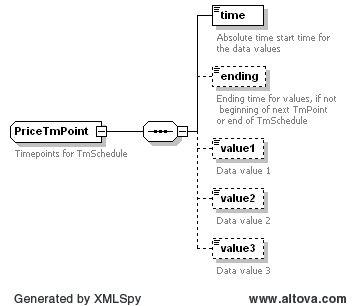 time
Absolute time start time for
the data values
ending
Ending time for values, if not
beginning of next TmPoint
or end of TmSchedule
PriceTmPoint
Timepoints for TmSchedule
value1
Data value 1
value2
Data value 2
value3
Data value 3
Generated by XMLSpy
www.altova.com